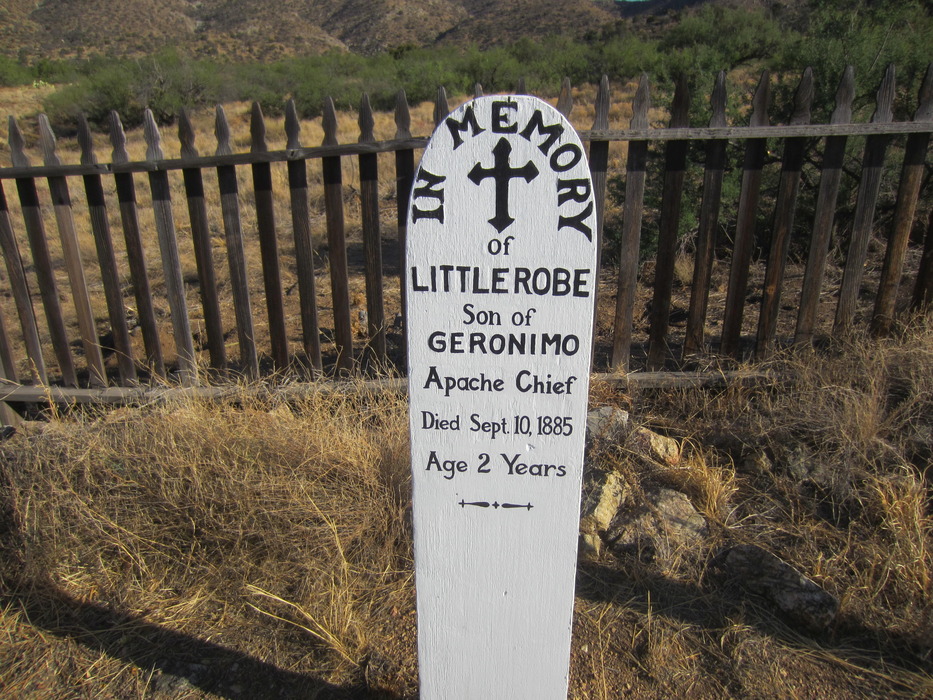 IN MEMORY
of
LITTLEROBE
Son of
GERONIMO
Apache Chief
Died Sept. 10, 1885
Age 2 Years